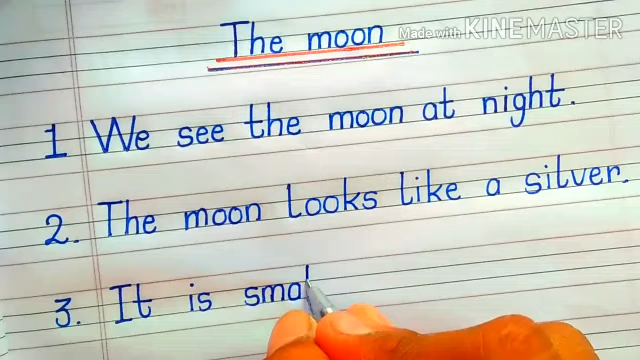 The moon
Made with KINEMASTER
1 We see the moon at night.
2. The moon looks like a silver.
3. It is smal